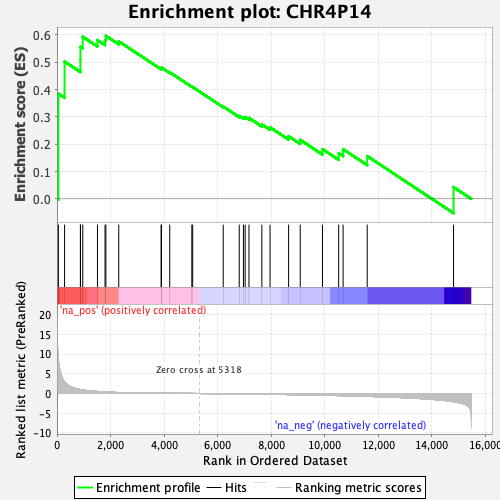 Enrichment plot: CHR4P14
Enrichment score (ES)
0.6
0.5
0.4
0.3
0.2
0.1
0.0
'na_pos' (positively correlated)
Ranked list metric (PreRanked)
20
15
10
5
0
-5
-10
Zero cross at 5318
'na_neg' (negatively correlated)
0 2,000 4,000 6,000 8,000 10,000 12,000 14,000 16,000
Rank in Ordered Dataset
Enrichment profile Hits Ranking metric scores